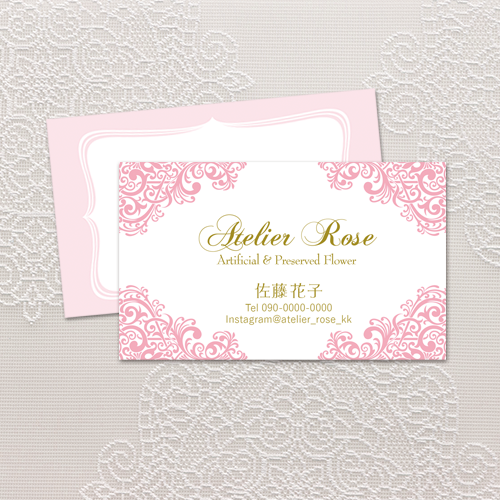 Atelier Rose
Artificial & Preserved Flower
佐藤花子
Tel 090-0000-0000
Instagram@atelier_rose_kk